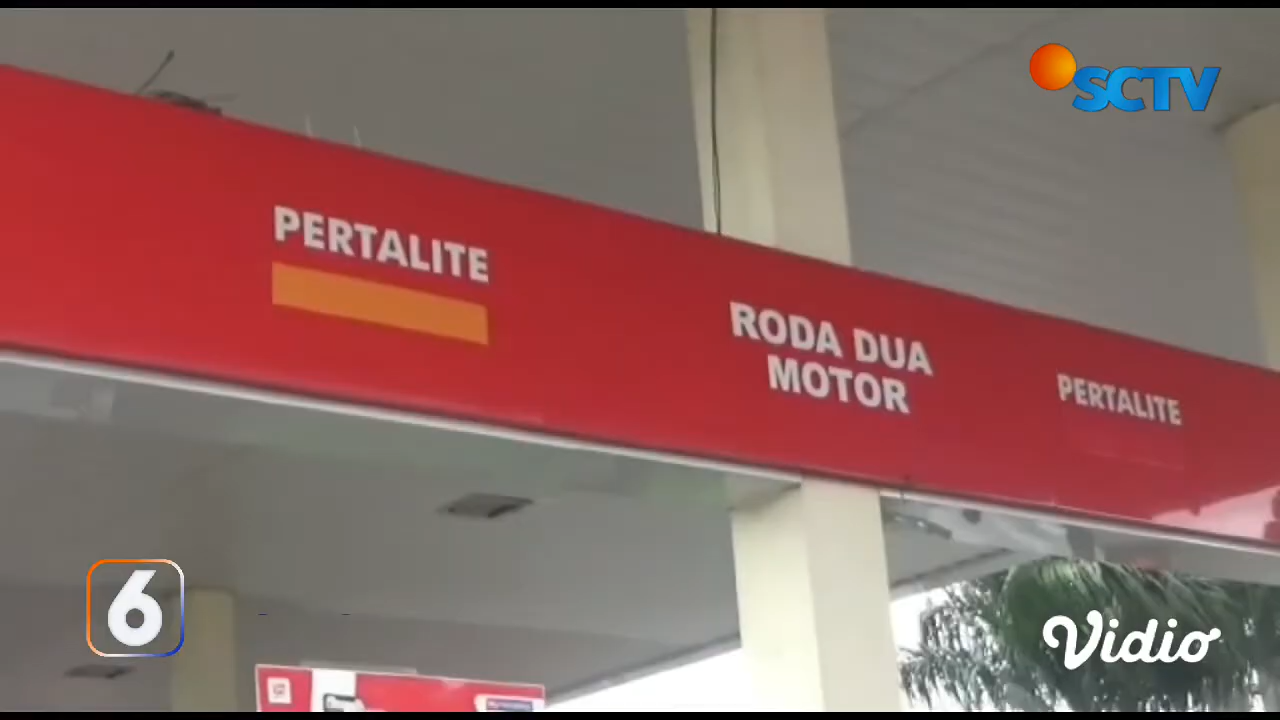 SCTV
PERTALITE
RODA DUA
MOTOR
PERTALITE
6
Vidio